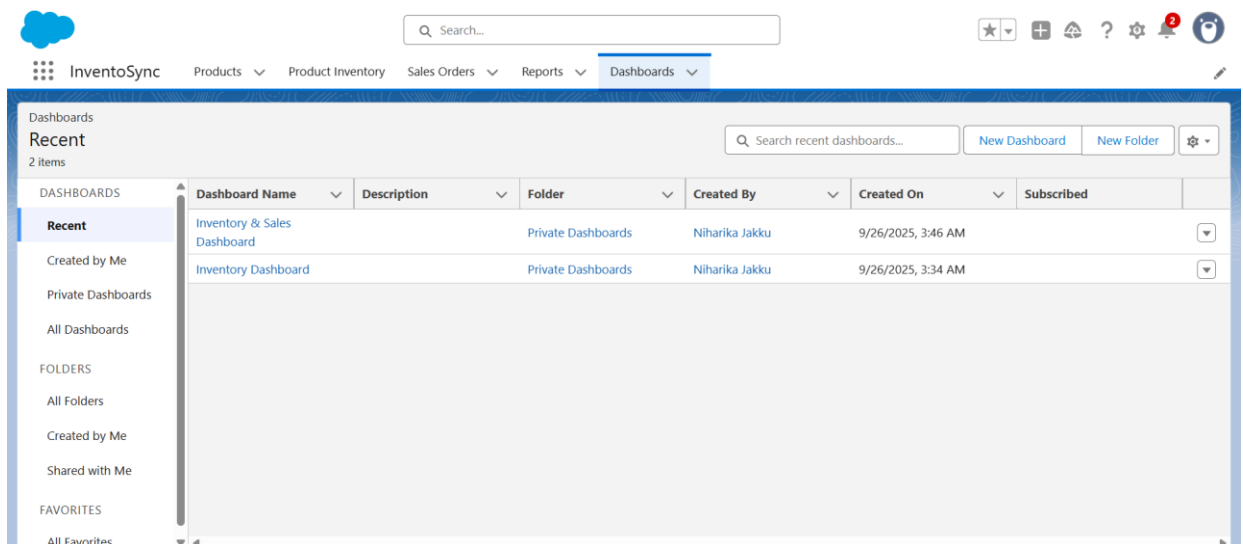 Search...
2
InventoSync
Products
Product Inventory
Sales Orders
Reports
Dashboards
Dashboards
Recent
2 items
Search recent dashboards...
New Dashboard
New Folder
DASHBOARDS
Recent
Created by Me
Private Dashboards
All Dashboards
FOLDERS
All Folders
Created by Me
Shared with Me
FAVORITES
All Favorites
Dashboard Name
Description
Folder
Created By
Created On
Subscribed
Inventory & Sales
Dashboard
Private Dashboards
Niharika Jakku
9/26/2025, 3:46 AM
Inventory Dashboard
Private Dashboards
Niharika Jakku
9/26/2025, 3:34 AM